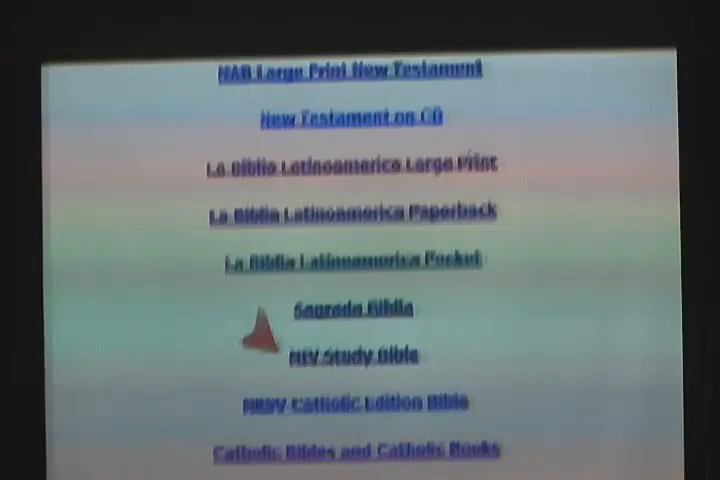 NAB Large Print New Testament
New Testament on CD
La Biblia Latinoamerica Large Print
La Biblia Latinoamerica Paperback
La Biblia Latinoamerica Pocket
Sagrada Biblia
NIV Study Bible
NRSV Catholic Edition Bible
Catholic Bibles and Catholic Books